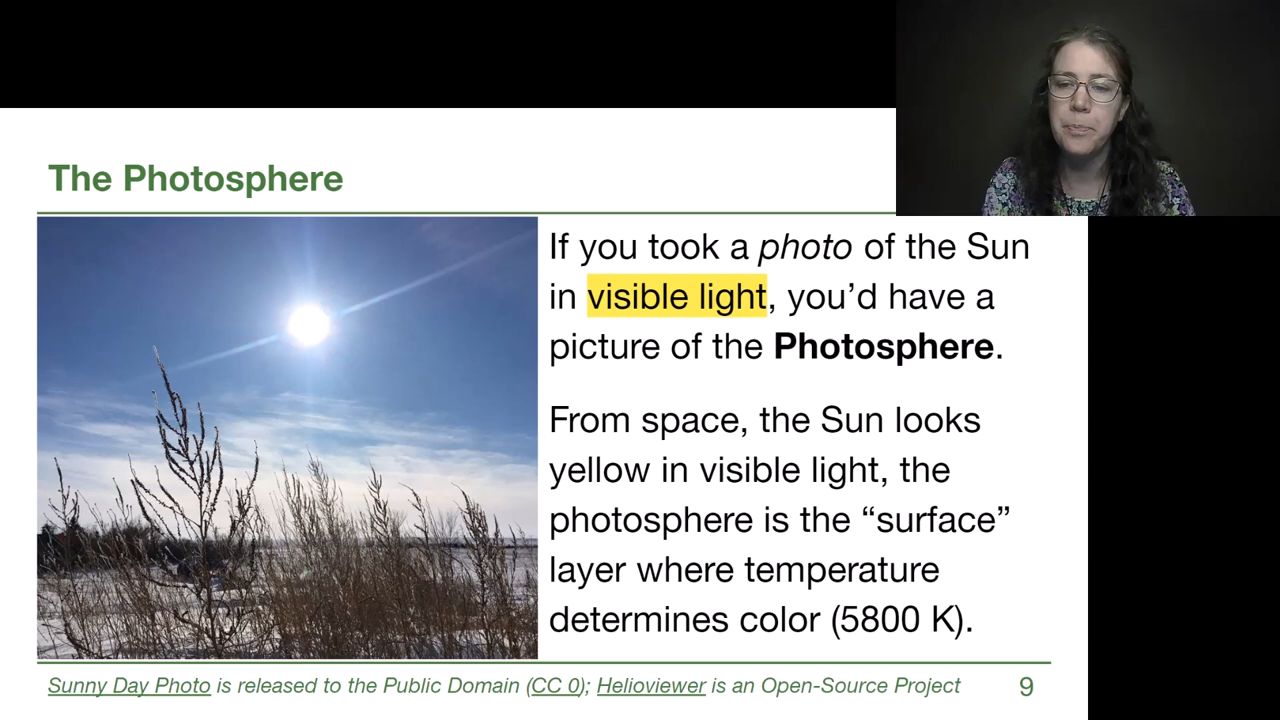 The Photosphere
If you took a photo of the Sun
in visible light, you’d have a
picture of the Photosphere.
From space, the Sun looks
yellow in visible light, the
photosphere is the “surface”
layer where temperature
determines color (5800 K).
Sunny Day Photo is released to the Public Domain (CC 0); Helioviewer is an Open-Source Project
9